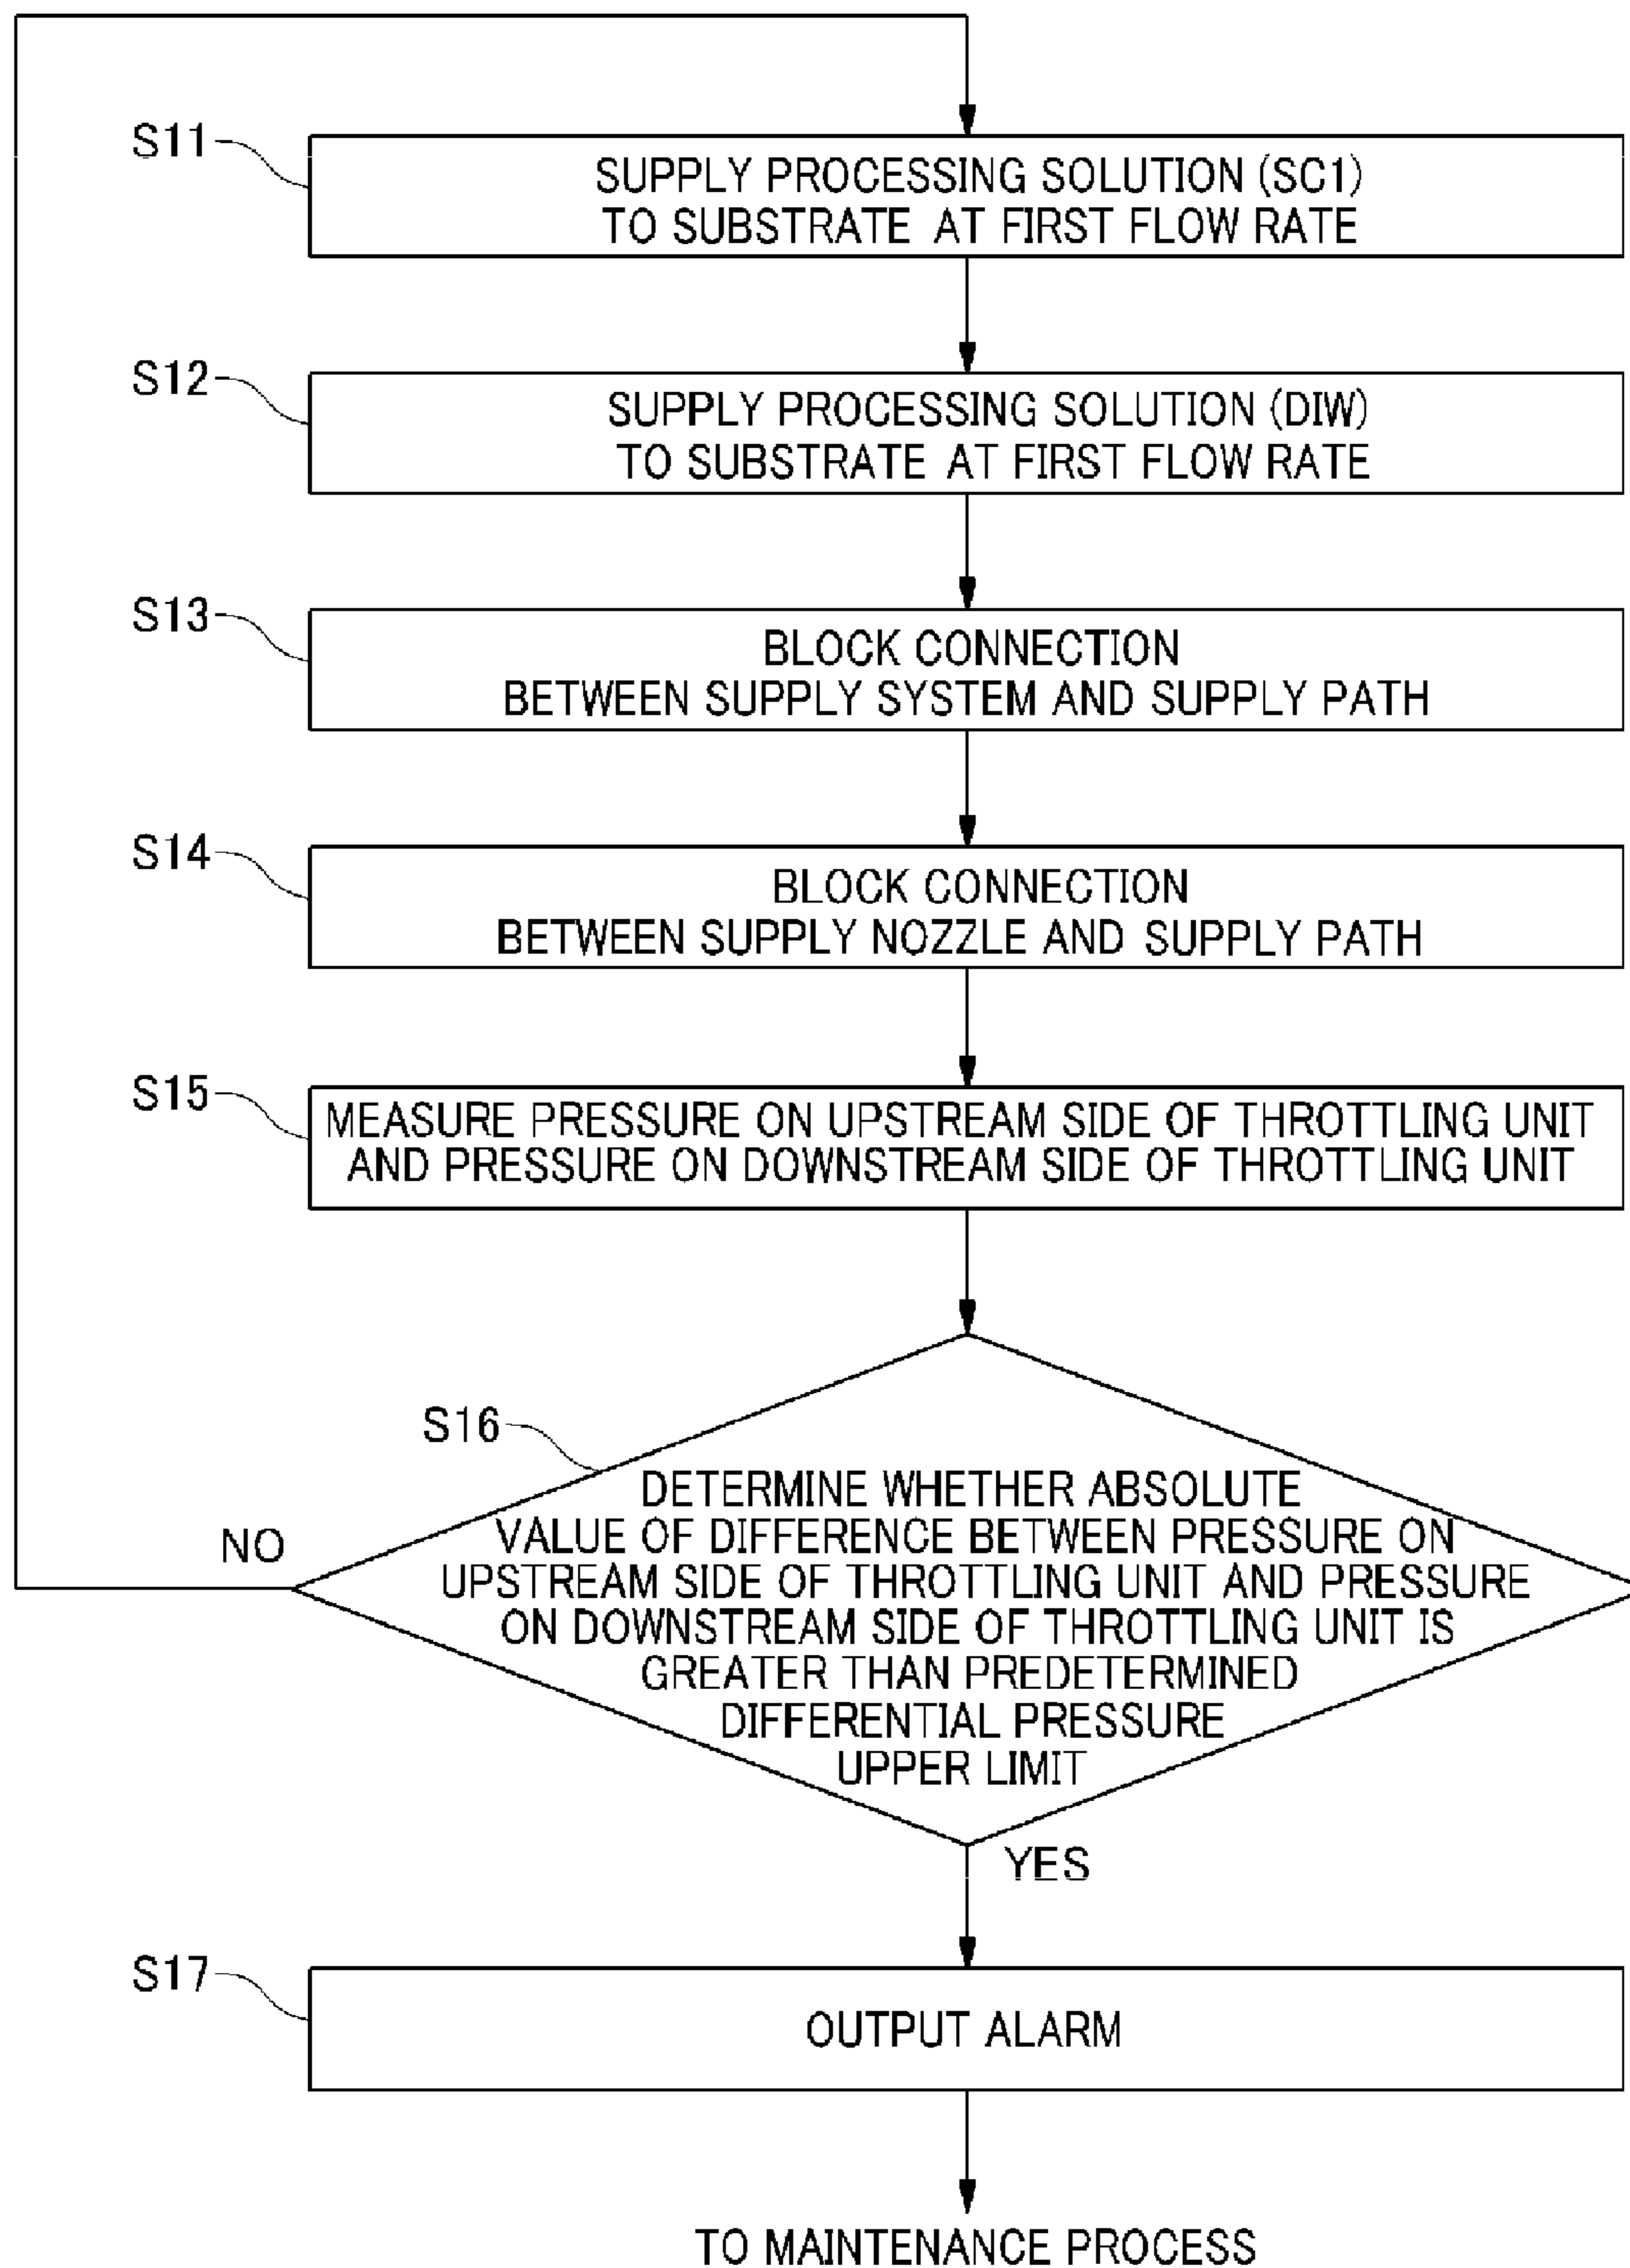 S11
SUPPLY PROCESSING SOLUTION (SC1)
TO SUBSTRATE AT FIRST FLOW RATE
S12
SUPPLY PROCESSING SOLUTION (DIW)
TO SUBSTRATE AT FIRST FLOW RATE
S13
BLOCK CONNECTION
BETWEEN SUPPLY SYSTEM AND SUPPLY PATH
S14
BLOCK CONNECTION
BETWEEN SUPPLY NOZZLE AND SUPPLY PATH
S15
MEASURE PRESSURE ON UPSTREAM SIDE OF THROTTLING UNIT
AND PRESSURE ON DOWNSTREAM SIDE OF THROTTLING UNIT
S16
DETERMINE WHETHER ABSOLUTE
VALUE OF DIFFERENCE BETWEEN PRESSURE ON
UPSTREAM SIDE OF THROTTLING UNIT AND PRESSURE
ON DOWNSTREAM SIDE OF THROTTLING UNIT IS
GREATER THAN PREDETERMINED
DIFFERENTIAL PRESSURE
UPPER LIMIT
NO
YES
S17
OUTPUT ALARM
TO MAINTENANCE PROCESS